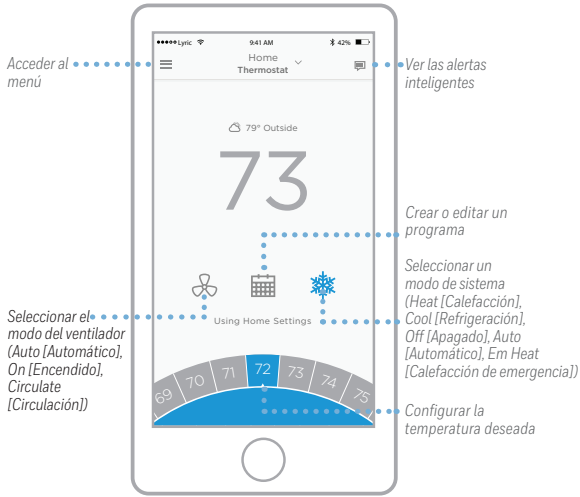 Lyric
9:41 AM
42%
Home
Thermostat
79° Outside
73
Using Home Settings
69 70 71 72 73 74 75
Acceder al
menú
Ver las alertas
inteligentes
Crear o editar un
programa
Seleccionar un
modo de sistema
(Heat [Calefacción],
Cool [Refrigeración],
Off [Apagado], Auto
[Automático], Em Heat
[Calefacción de emergencia])
Seleccionar el
modo del ventilador
(Auto [Automático],
On [Encendido],
Circulate
[Circulación])
Configurar la
temperatura deseada